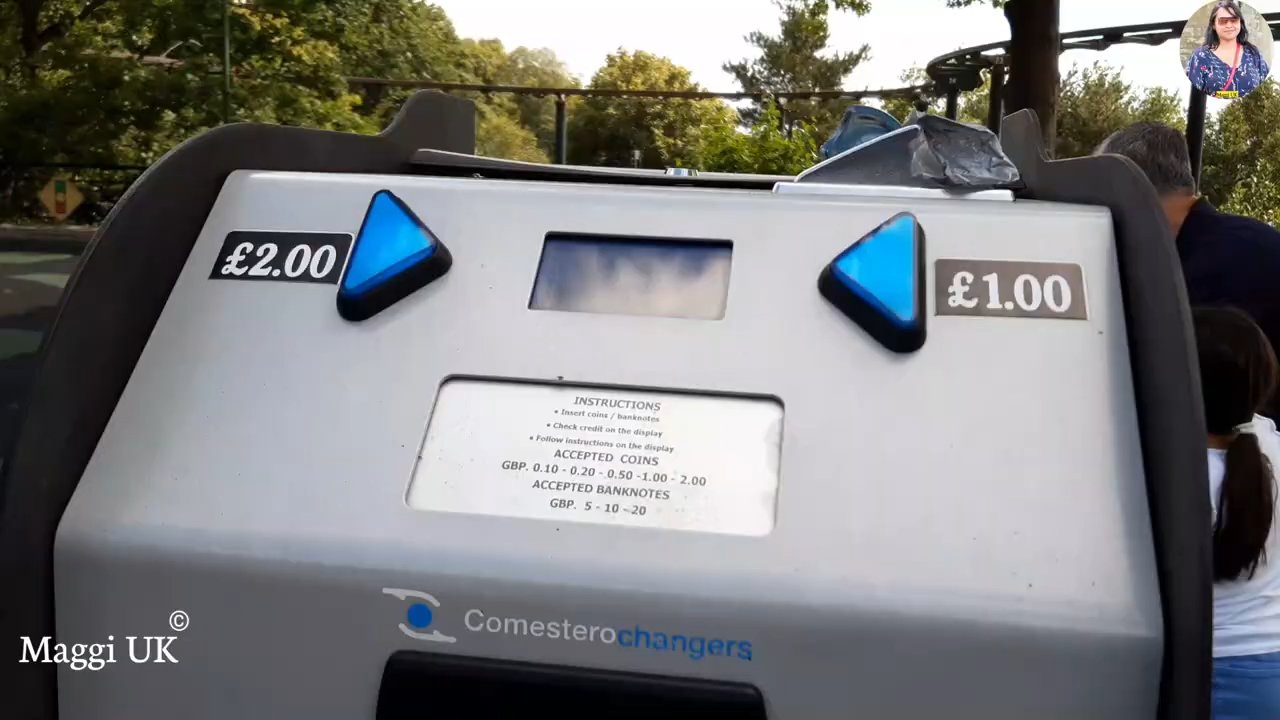 £2.00
£1.00
INSTRUCTIONS
• Insert coins / banknotes
• Check credit on the display
• Follow instructions on the display
ACCEPTED COINS
GBP. 0.10 - 0.20 - 0.50 -1.00 - 2.00
ACCEPTED BANKNOTES
GBP. 5 - 10 - 20
Comesterochangers
Maggi UK ©
Maggi UK